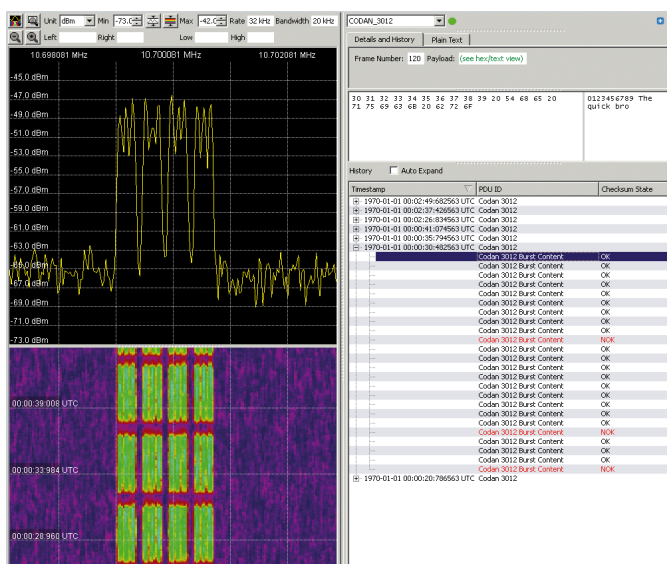 Unit dBm Min -73.0 Max -42.0 Rate 32 kHz Bandwidth 20 kHz
Left Right Low High
10.698081 MHz 10.700081 MHz 10.702081 MHz
-45.0 dBm
-47.0 dBm
-49.0 dBm
-51.0 dBm
-53.0 dBm
-55.0 dBm
-57.0 dBm
-59.0 dBm
-61.0 dBm
-63.0 dBm
-65.0 dBm
-67.0 dBm
-69.0 dBm
-71.0 dBm
-73.0 dBm
00:00:39:008 UTC
00:00:33:984 UTC
00:00:28:960 UTC
CODAN_3012
Details and History Plain Text
Frame Number: 120 Payload: (see hex/text view)
30 31 32 33 34 35 36 37 38 39 20 54 68 65 20 0123456789 The
71 75 69 63 6B 20 62 72 6F quick bro
History Auto Expand
Timestamp PDU ID Checksum State
1970-01-01 00:02:49:682563 UTC Codan 3012
1970-01-01 00:02:37:426563 UTC Codan 3012
1970-01-01 00:02:26:834563 UTC Codan 3012
1970-01-01 00:00:41:074563 UTC Codan 3012
1970-01-01 00:00:35:794563 UTC Codan 3012
1970-01-01 00:00:30:482563 UTC Codan 3012
Codan 3012 Burst Content OK
Codan 3012 Burst Content OK
Codan 3012 Burst Content OK
Codan 3012 Burst Content OK
Codan 3012 Burst Content OK
Codan 3012 Burst Content OK
Codan 3012 Burst Content OK
Codan 3012 Burst Content OK
Codan 3012 Burst Content OK
Codan 3012 Burst Content NOK
Codan 3012 Burst Content OK
Codan 3012 Burst Content OK
Codan 3012 Burst Content OK
Codan 3012 Burst Content OK
Codan 3012 Burst Content OK
Codan 3012 Burst Content OK
Codan 3012 Burst Content OK
Codan 3012 Burst Content OK
Codan 3012 Burst Content OK
Codan 3012 Burst Content NOK
Codan 3012 Burst Content OK
Codan 3012 Burst Content OK
Codan 3012 Burst Content OK
Codan 3012 Burst Content NOK
1970-01-01 00:00:20:786563 UTC Codan 3012